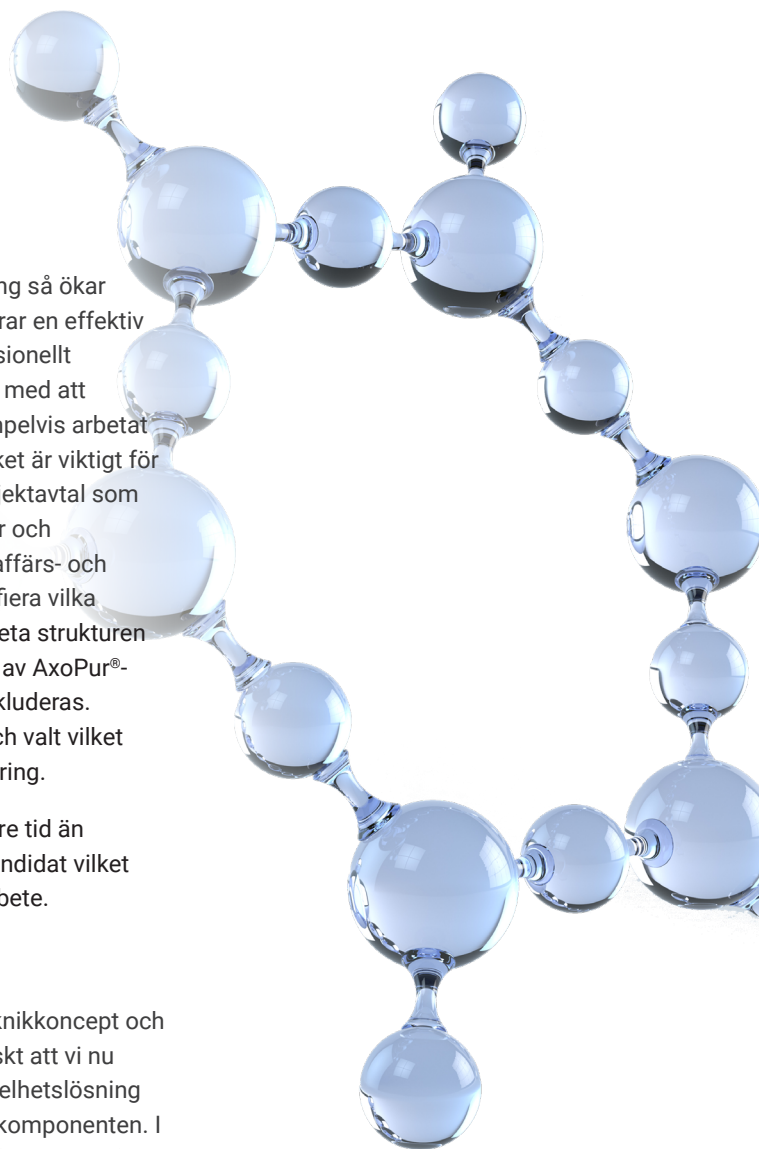 ng så ökar
rar en effektiv
sionellt
med att
pelvis arbetat
ket är viktigt för
jektavtal som
r och
affärs- och
fiera vilka
eta strukturen
av AxoPur®-
kluderas.
ch valt vilket
ring.
re tid än
ndidat vilket
bete.
knikkoncept och
skt att vi nu
elhetslösning
komponenten. I